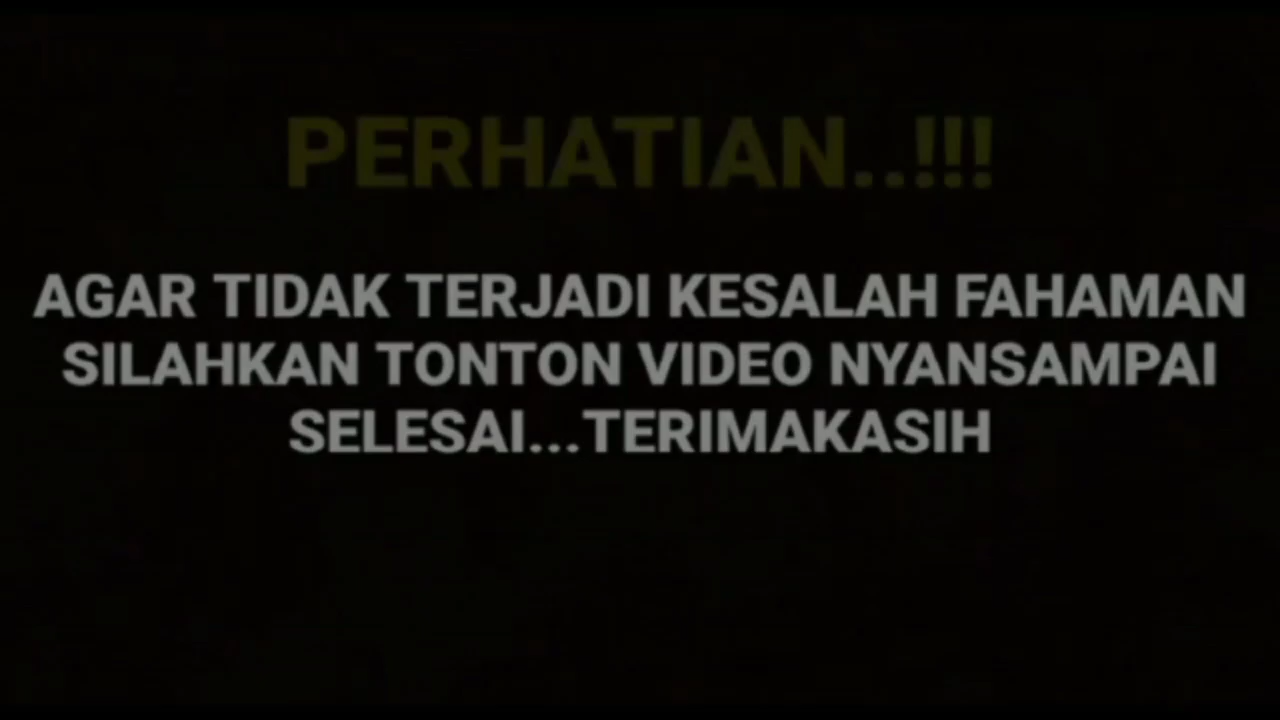 PERHATIAN..!!!
AGAR TIDAK TERJADI KESALAH FAHAMAN
SILAHKAN TONTON VIDEO NYANSAMPAI
SELESAI...TERIMAKASIH